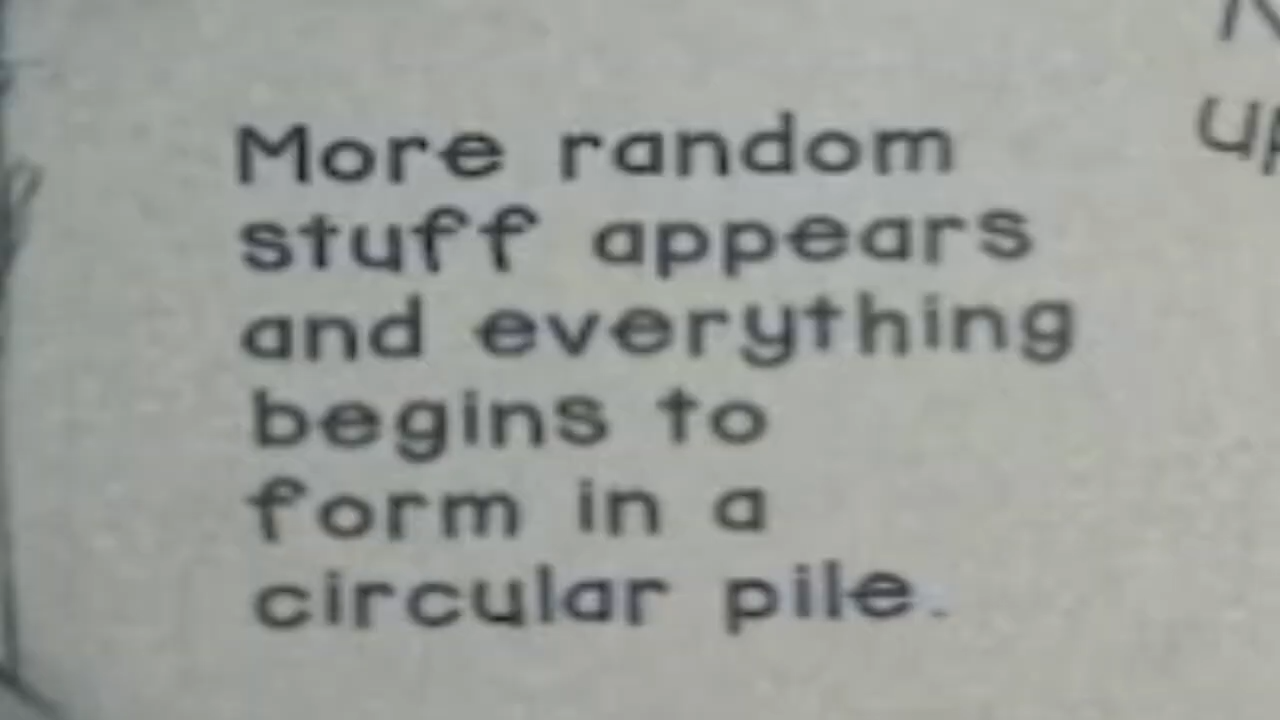 More random
stuff appears
and everything
begins to
form in a
circular pile.